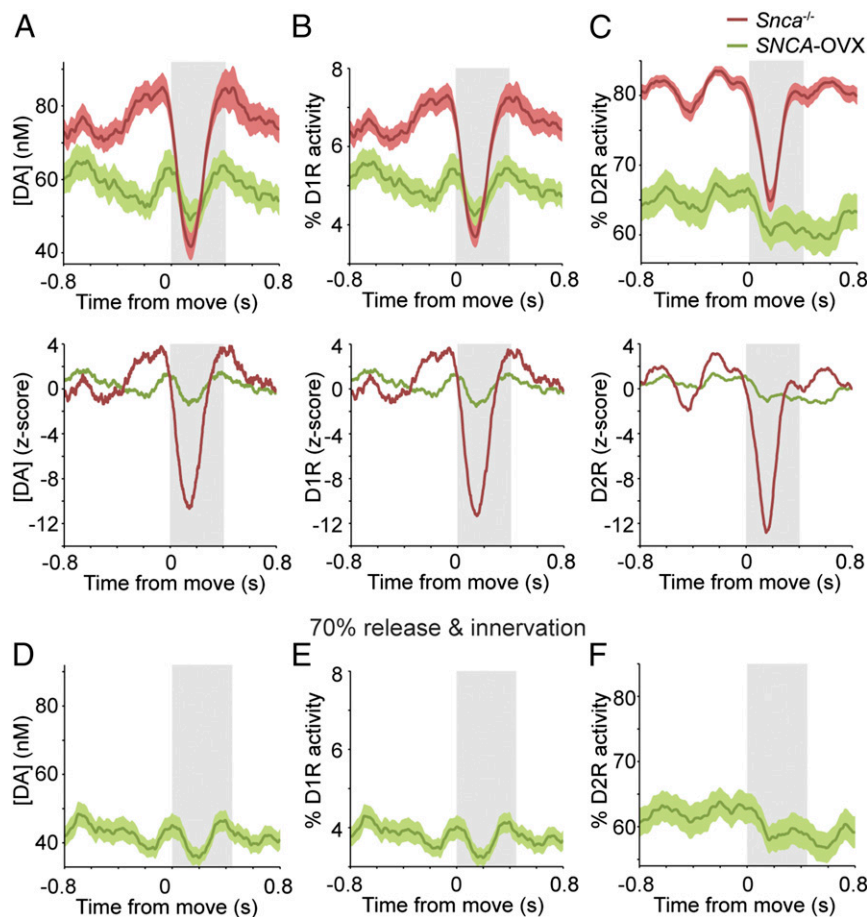 A
B
C
Snca-/-
SNCA-OVX
[DA] (nM)
80
60
40
-0.8
0
0.8
Time from move (s)
% D1R activity
8
6
4
-0.8
0
0.8
Time from move (s)
% D2R activity
80
70
60
-0.8
0
0.8
Time from move (s)
[DA] (z-score)
4
0
-4
-8
-12
-0.8
0
0.8
Time from move (s)
D1R (z-score)
4
0
-4
-8
-12
-0.8
0
0.8
Time from move (s)
D2R (z-score)
4
0
-4
-8
-12
-0.8
0
0.8
Time from move (s)
70% release & innervation
D
E
F
[DA] (nM)
80
60
40
-0.8
0
0.8
Time from move (s)
% D1R activity
8
6
4
-0.8
0
0.8
Time from move (s)
% D2R activity
80
70
60
-0.8
0
0.8
Time from move (s)